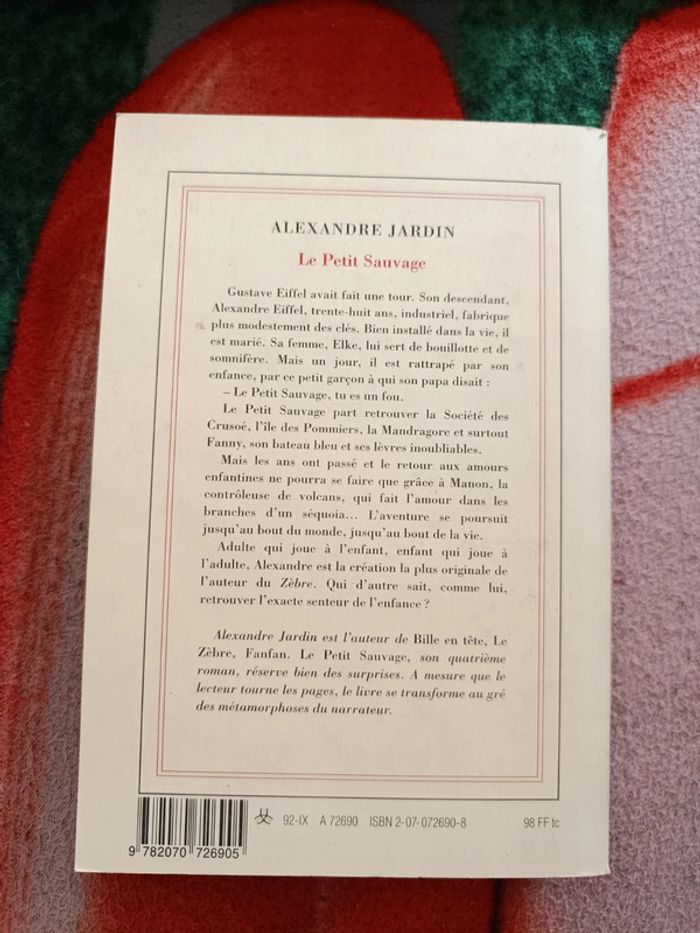 ALEXANDRE JARDIN
Le Petit Sauvage
Gustave Eiffel avait fait une tour. Son descendant,
Alexandre Eiffel, trente-huit ans, industriel, fabrique
plus modestement des clés. Bien installé dans la vie, il
est marié. Sa femme, Elke, lui sert de bouillotte et de
somnifère. Mais un jour, il est rattrapé par son
enfance, par ce petit garçon à qui son papa disait :
– Le Petit Sauvage, tu es un fou.
Le Petit Sauvage part retrouver la Société des
Crusoé, l'île des Pommiers, la Mandragore et surtout
Fanny, son bateau bleu et ses lèvres inoubliables.
Mais les ans ont passé et le retour aux amours
enfantines ne pourra se faire que grâce à Manon, la
contrôleuse de volcans, qui fait l'amour dans les
branches d'un séquoia... L'aventure se poursuit
jusqu'au bout du monde, jusqu'au bout de la vie.
Adulte qui joue à l'enfant, enfant qui joue à
l'adulte, Alexandre est la création la plus originale de
l'auteur du Zèbre. Qui d'autre sait, comme lui,
retrouver l'exacte senteur de l'enfance ?
Alexandre Jardin est l'auteur de Bille en tête, Le
Zèbre, Fanfan. Le Petit Sauvage, son quatrième
roman, réserve bien des surprises. A mesure que le
lecteur tourne les pages, le livre se transforme au gré
des métamorphoses du narrateur.
92-IX A 72690 ISBN 2-07-072690-8 98 FF tc
9 782070 726905